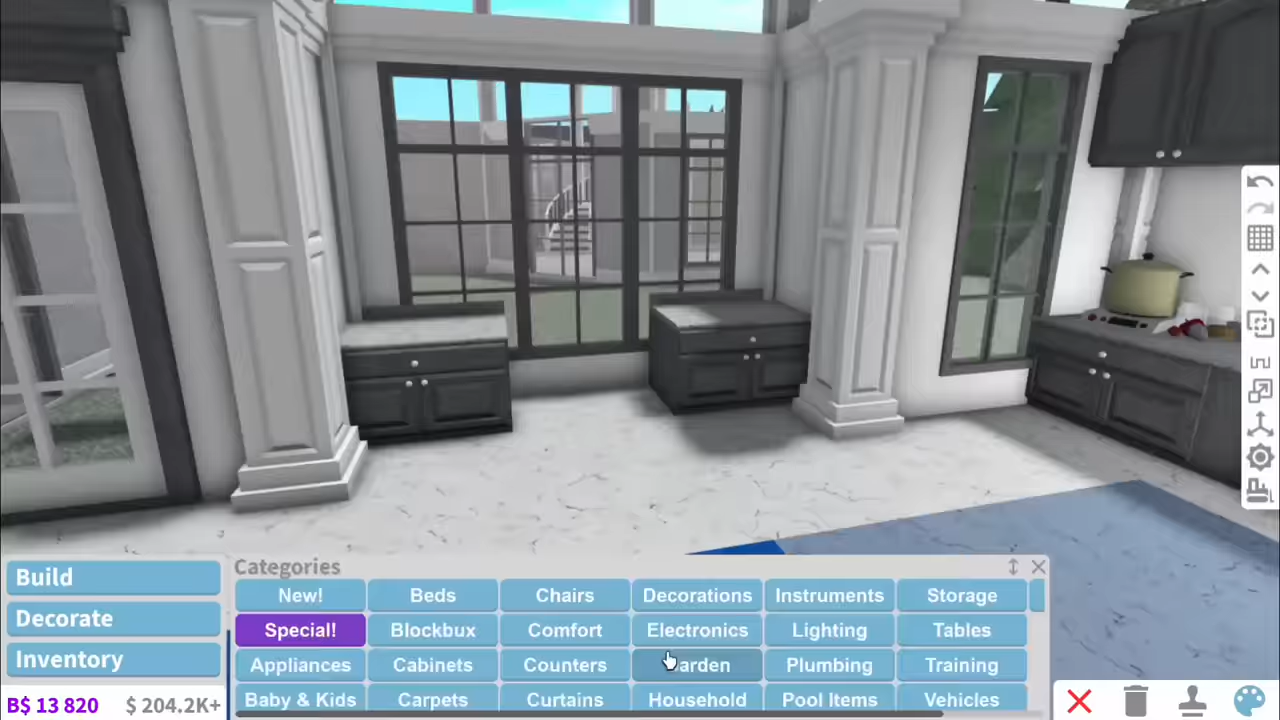 Categories
New! Beds Chairs Decorations Instruments Storage
Build
Special! Blockbux Comfort Electronics Lighting Tables
Decorate
Appliances Cabinets Counters arden Plumbing Training
Inventory
Baby & Kids Carpets Curtains Household Pool Items Vehicles
B$ 13 820 $ 204.2K+